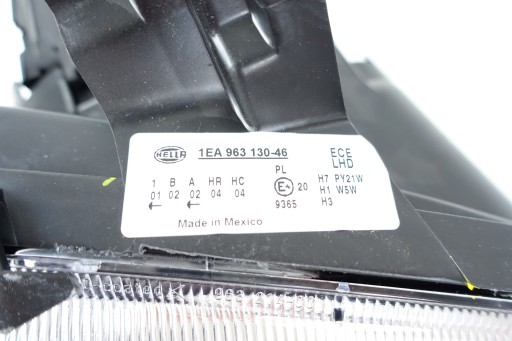 HELLA 1EA 963 130-46 ECE
LHD
PL
1 B A HR HC E4 20 H7 PY21W
01 02 02 04 04 H1 W5W
← ← 9365 H3
Made in Mexico